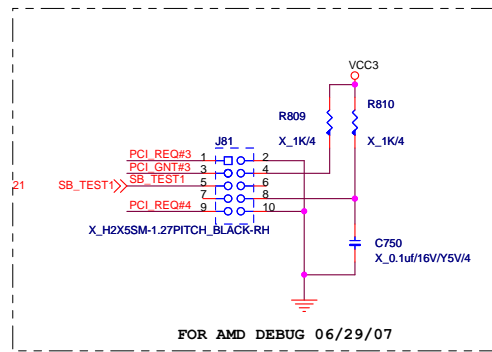 VCC3
R809
R810
X_1K/4
X_1K/4
J81
PCI_REQ#3 1 2
PCI_GNT#3 3 4
21 SB_TEST1 SB_TEST1 5 6
7 8
PCI_REQ#4 9 10
X_H2X5SM-1.27PITCH_BLACK-RH
C750
X_0.1uf/16V/Y5V/4
FOR AMD DEBUG 06/29/07